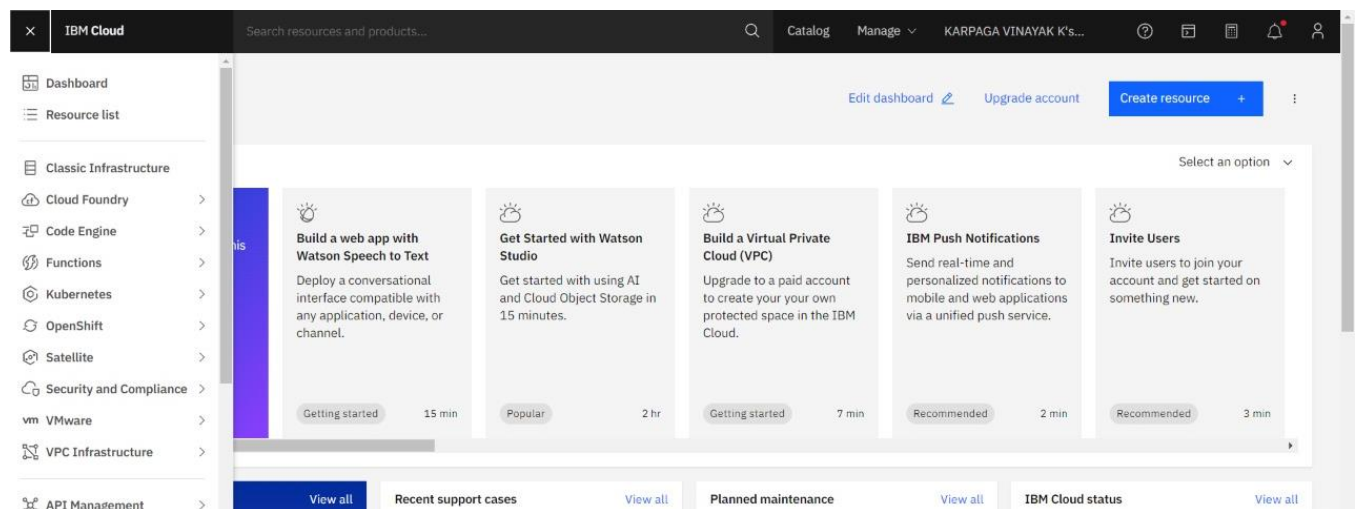 IBM Cloud
Search resources and products...
Catalog
Manage
KARPAGA VINAYAK K's...
Dashboard
Resource list
Classic Infrastructure
Cloud Foundry
Code Engine
Functions
Kubernetes
OpenShift
Satellite
Security and Compliance
vm VMware
VPC Infrastructure
API Management
Edit dashboard
Upgrade account
Create resource +
Select an option
his
Build a web app with
Watson Speech to Text
Deploy a conversational
interface compatible with
any application, device, or
channel.
Getting started 15 min
Get Started with Watson
Studio
Get started with using AI
and Cloud Object Storage in
15 minutes.
Popular 2 hr
Build a Virtual Private
Cloud (VPC)
Upgrade to a paid account
to create your your own
protected space in the IBM
Cloud.
Getting started 7 min
IBM Push Notifications
Send real-time and
personalized notifications to
mobile and web applications
via a unified push service.
Recommended 2 min
Invite Users
Invite users to join your
account and get started on
something new.
Recommended 3 min
View all
Recent support cases View all
Planned maintenance View all
IBM Cloud status View all